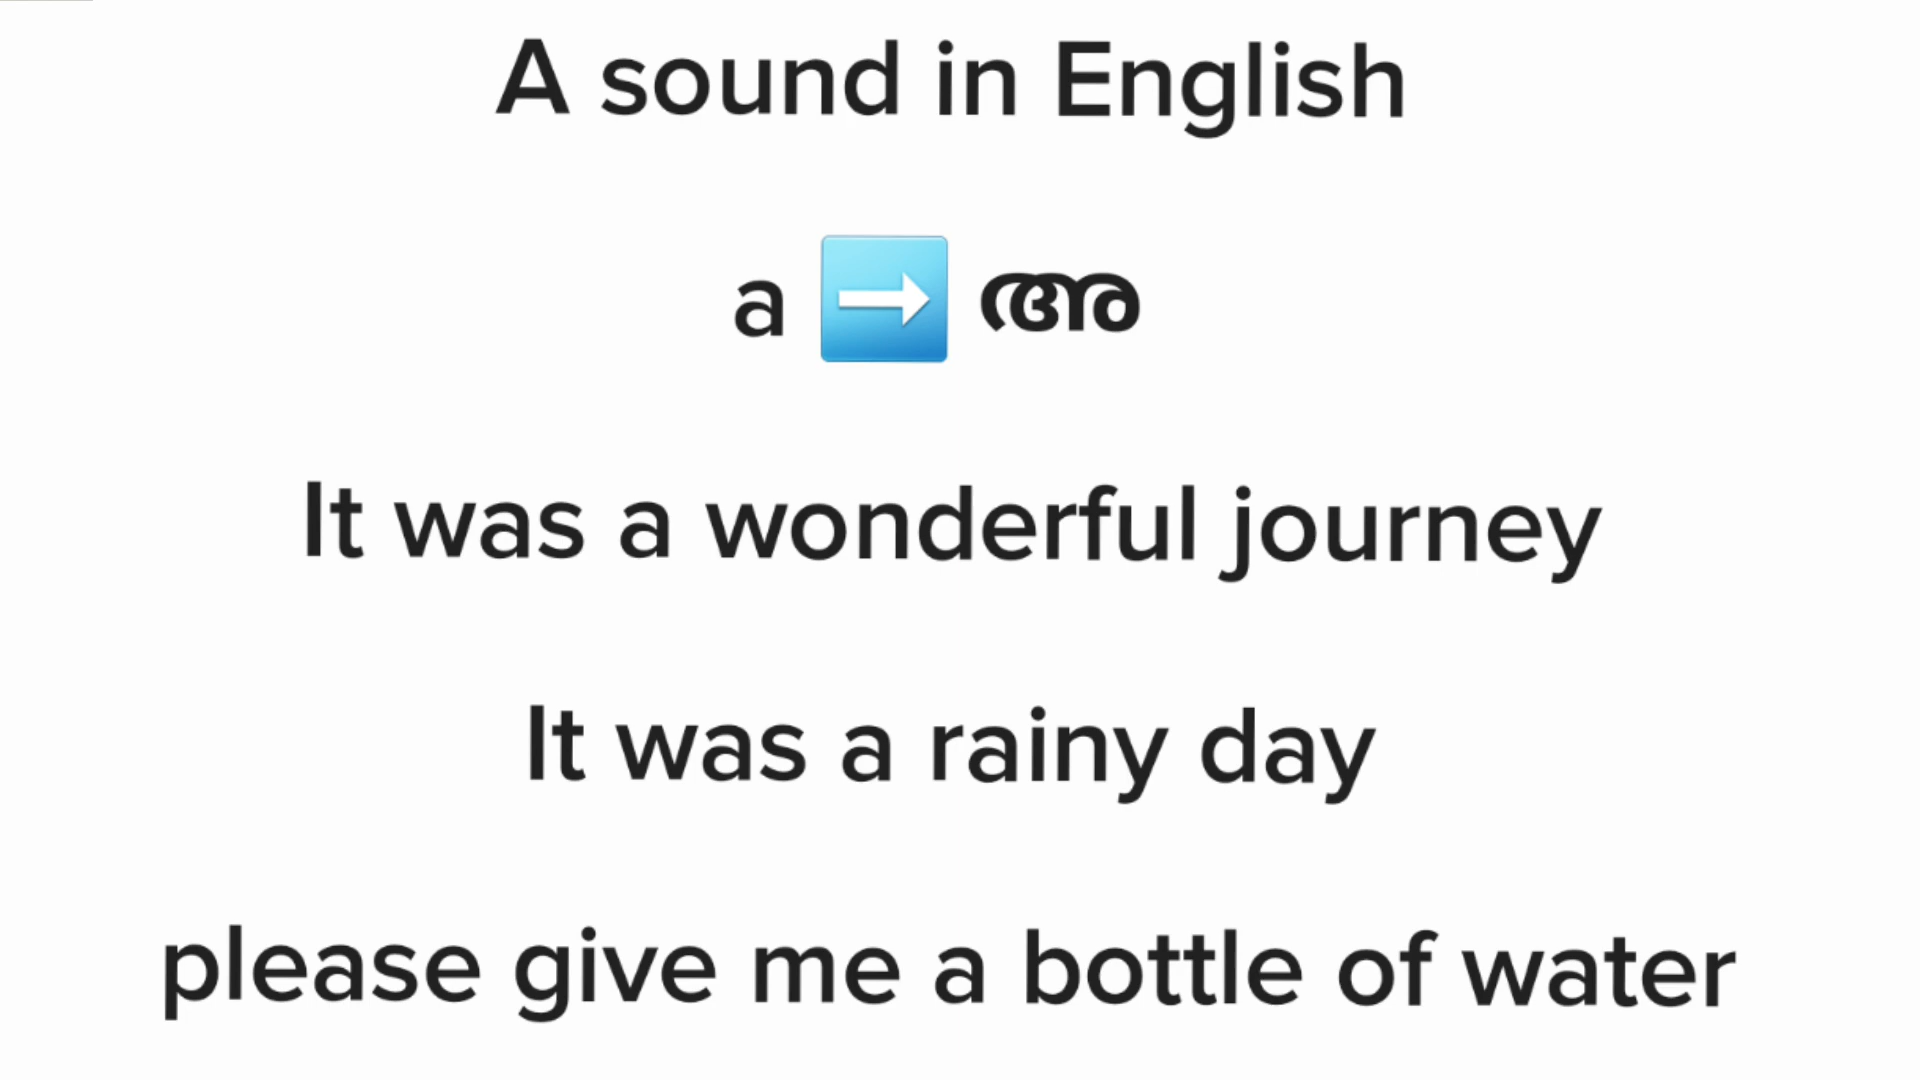 A sound in English
a ➡️ അ
It was a wonderful journey
It was a rainy day
please give me a bottle of water